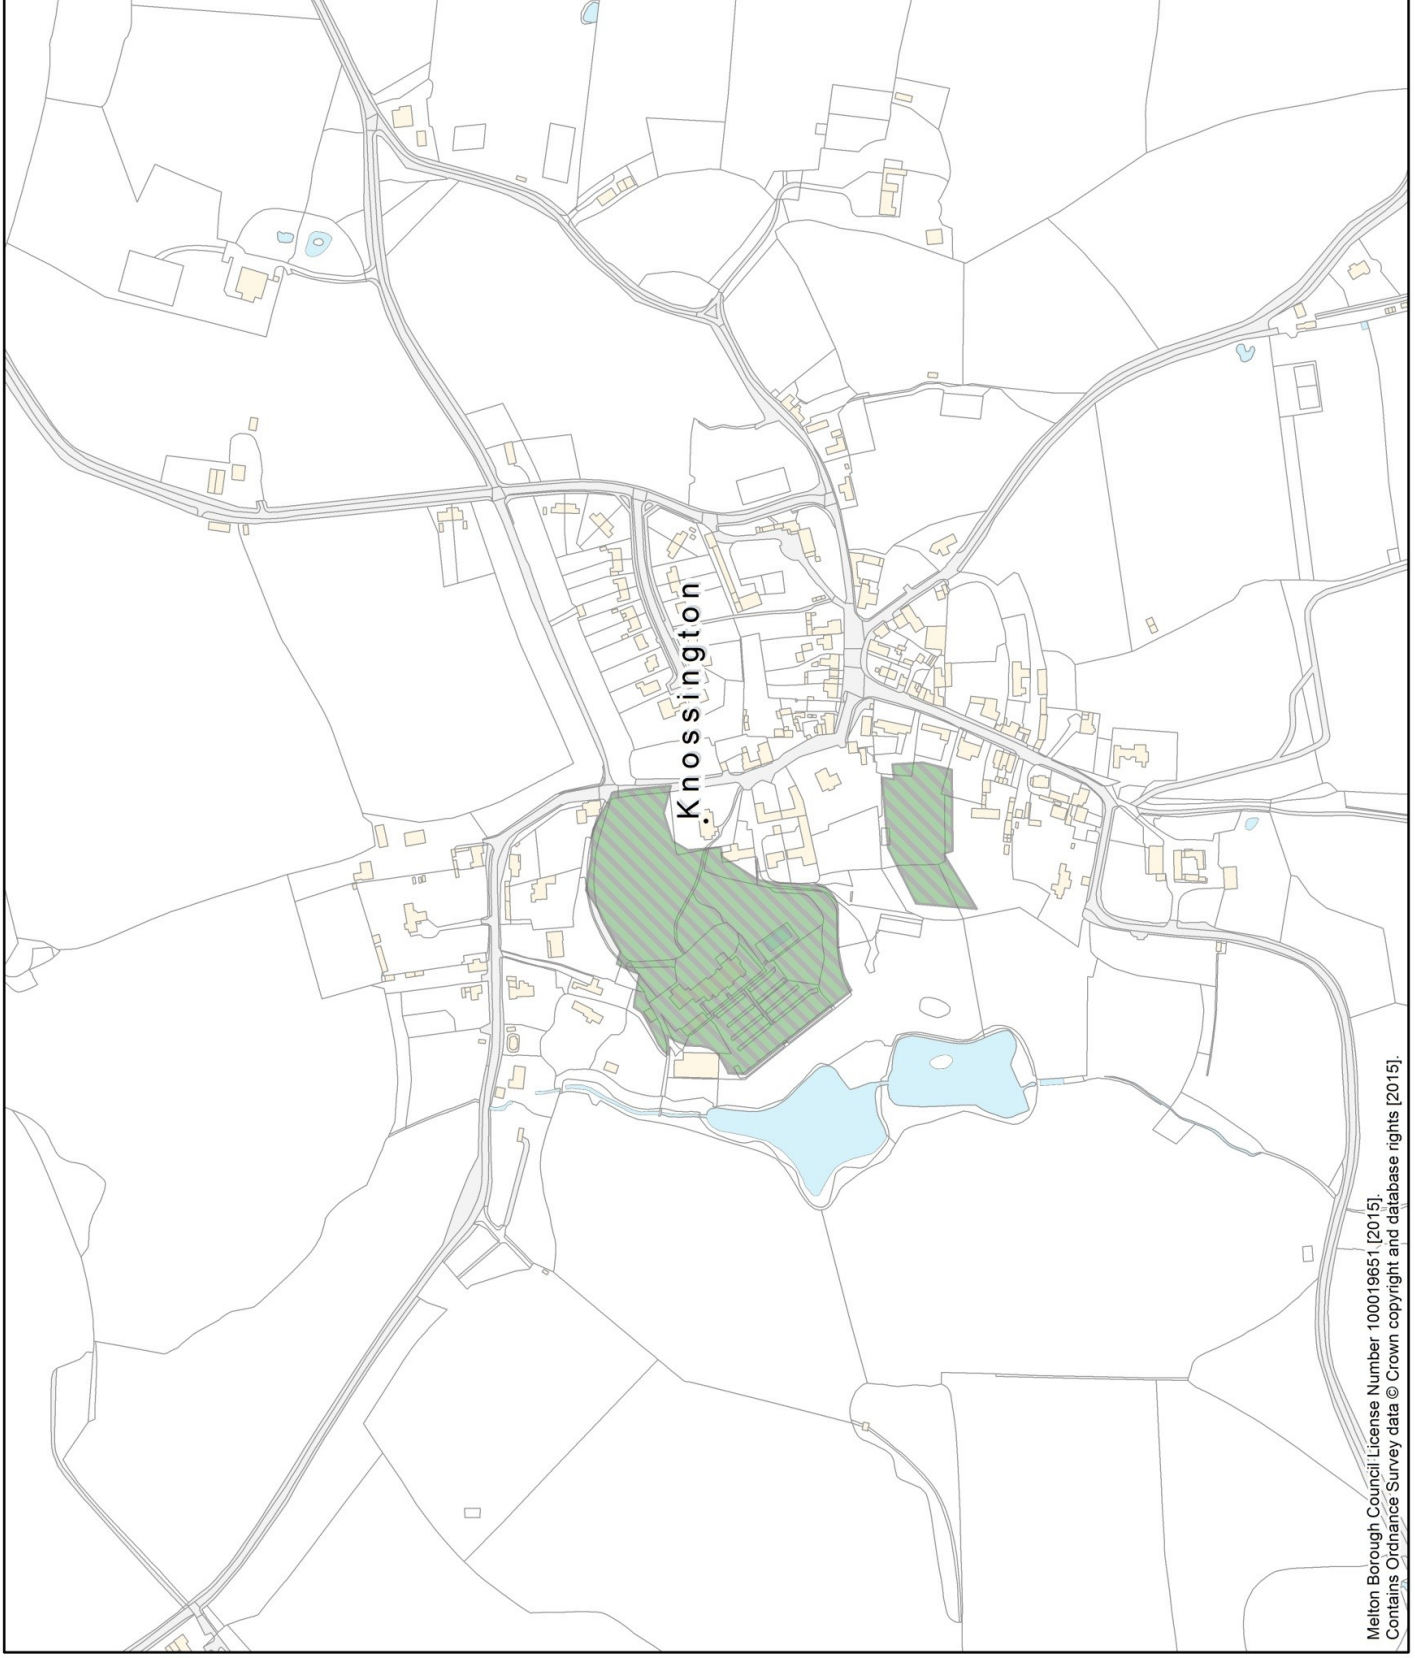 Knossington
Melton Borough Council License Number 100019651 [2015].
Contains Ordnance Survey data © Crown copyright and database rights [2015].